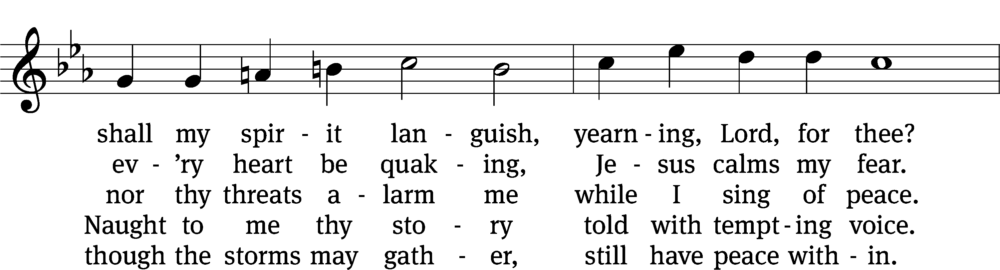 shall my spir - it lan - guish, yearn - ing, Lord, for thee?
ev - ’ry heart be quak - ing, Je - sus calms my fear.
nor thy threats a - larm me while I sing of peace.
Naught to me thy sto - ry told with tempt - ing voice.
though the storms may gath - er, still have peace with - in.